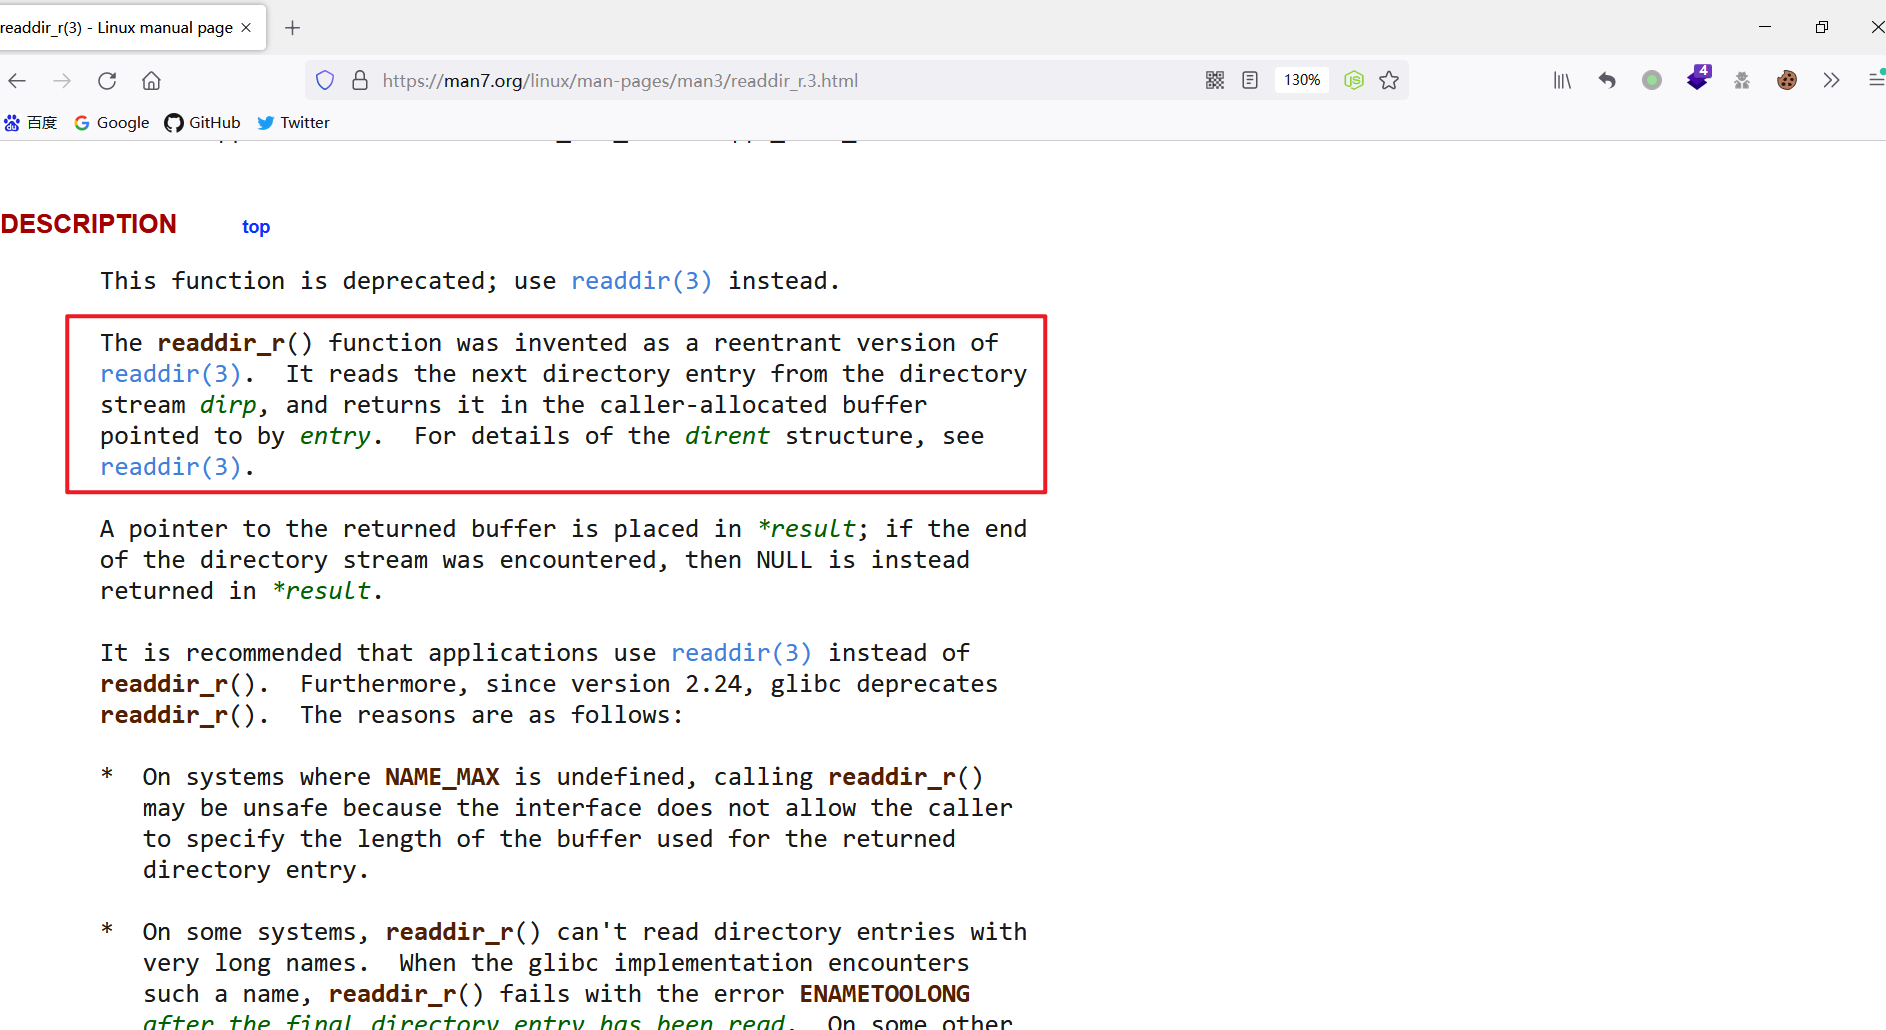 readdir_r(3) - Linux manual page
https://man7.org/linux/man-pages/man3/readdir_r.3.html
130%
4
百度 Google GitHub Twitter
DESCRIPTION top
This function is deprecated; use readdir(3) instead.
The readdir_r() function was invented as a reentrant version of
readdir(3). It reads the next directory entry from the directory
stream dirp, and returns it in the caller-allocated buffer
pointed to by entry. For details of the dirent structure, see
readdir(3).
A pointer to the returned buffer is placed in *result; if the end
of the directory stream was encountered, then NULL is instead
returned in *result.
It is recommended that applications use readdir(3) instead of
readdir_r(). Furthermore, since version 2.24, glibc deprecates
readdir_r(). The reasons are as follows:
* On systems where NAME_MAX is undefined, calling readdir_r()
may be unsafe because the interface does not allow the caller
to specify the length of the buffer used for the returned
directory entry.
* On some systems, readdir_r() can't read directory entries with
very long names. When the glibc implementation encounters
such a name, readdir_r() fails with the error ENAMETOOLONG
after the final directory entry has been read. On some other